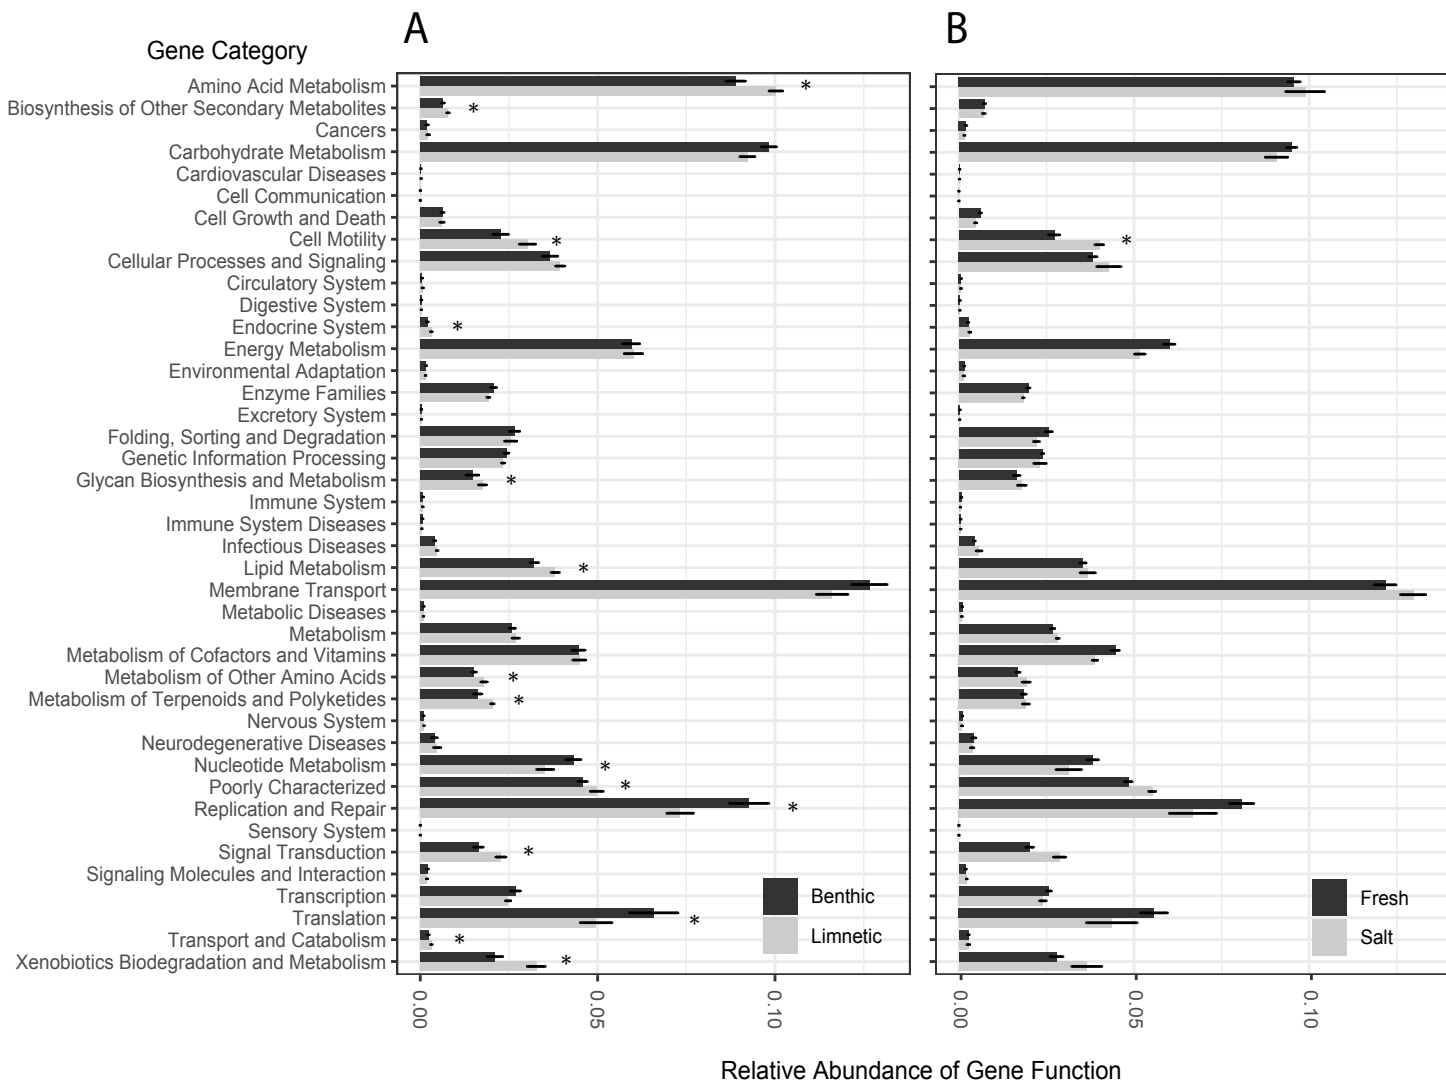 A
B
Gene Category
Amino Acid Metabolism
*
Biosynthesis of Other Secondary Metabolites
*
Cancers
Carbohydrate Metabolism
Cardiovascular Diseases
Cell Communication
Cell Growth and Death
Cell Motility
*
*
Cellular Processes and Signaling
Circulatory System
Digestive System
Endocrine System
*
Energy Metabolism
Environmental Adaptation
Enzyme Families
Excretory System
Folding, Sorting and Degradation
Genetic Information Processing
Glycan Biosynthesis and Metabolism
*
Immune System
Immune System Diseases
Infectious Diseases
Lipid Metabolism
*
Membrane Transport
Metabolic Diseases
Metabolism
Metabolism of Cofactors and Vitamins
Metabolism of Other Amino Acids
*
Metabolism of Terpenoids and Polyketides
*
Nervous System
Neurodegenerative Diseases
Nucleotide Metabolism
*
Poorly Characterized
*
Replication and Repair
*
Sensory System
Signal Transduction
*
Signaling Molecules and Interaction
Transcription
Translation
*
Transport and Catabolism
*
Xenobiotics Biodegradation and Metabolism
*
Benthic
Limnetic
Fresh
Salt
0.00
0.05
0.10
0.00
0.05
0.10
Relative Abundance of Gene Function